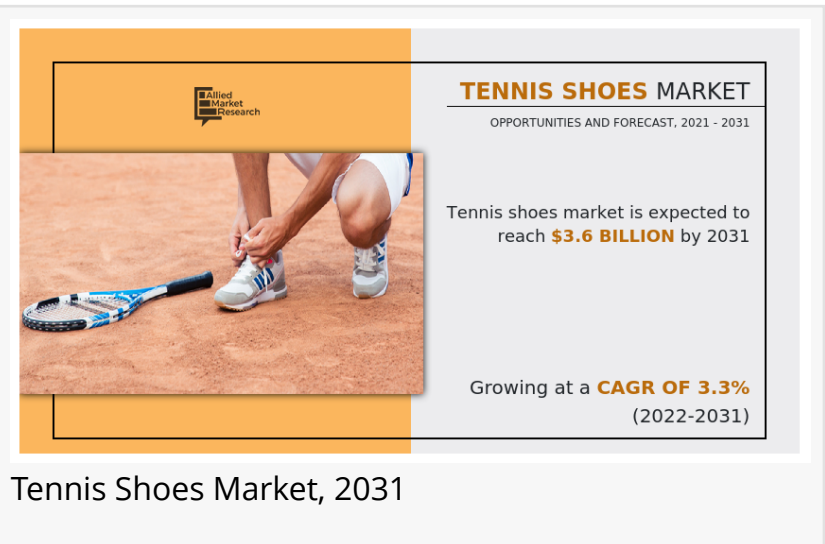 Allied
Market
Research
TENNIS SHOES MARKET
OPPORTUNITIES AND FORECAST, 2021 - 2031
Tennis shoes market is expected to
reach $3.6 BILLION by 2031
Growing at a CAGR OF 3.3%
(2022-2031)
Tennis Shoes Market, 2031